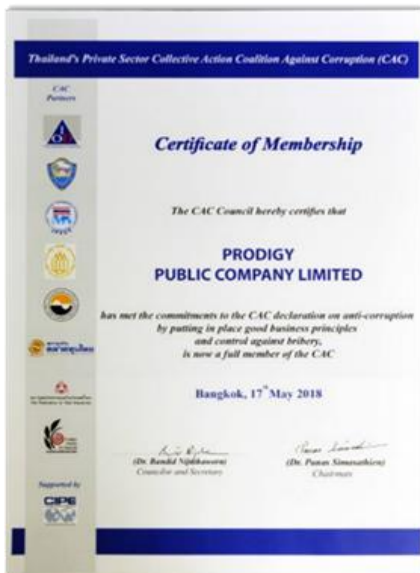 Thailand's Private Sector Collective Action Coalition Against Corruption (CAC)
CAC
Partners
Certificate of Membership
The CAC Council hereby certifies that
PRODIGY
PUBLIC COMPANY LIMITED
has met the commitments to the CAC declaration on anti-corruption
by putting in place good business principles
and control against bribery,
is now a full member of the CAC
Bangkok, 17th May 2018
(Dr. Bandid Nijathaworn)
Councilor and Secretary
(Dr. Panas Simasathien)
Chairman
Supported by
CIPE